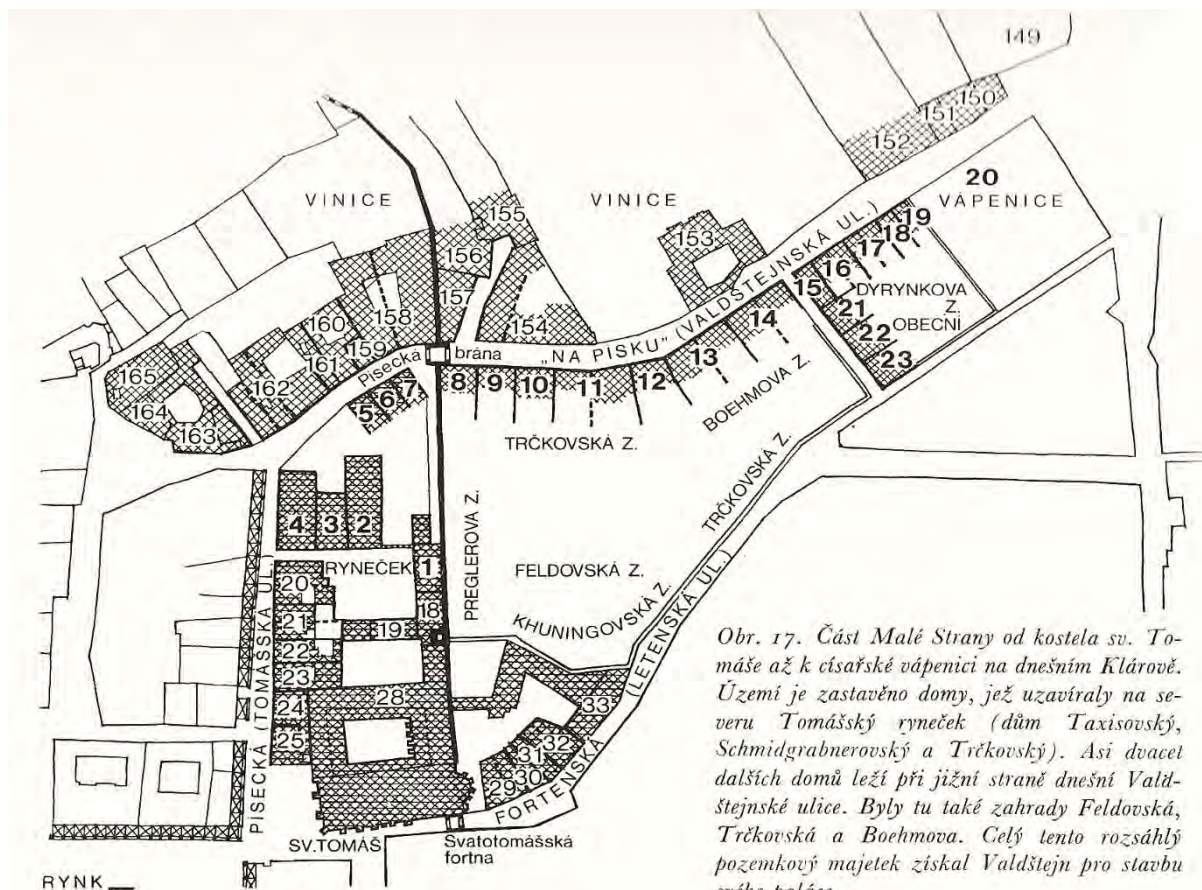 149
150
151
152
20
VÁPENICE
VINICE
VINICE
155
153
156
157
154
158
160
159
161
162
165
164
163
19
18
17
16
15
DYRYNKOVA
Z.
OBECNÍ
21
22
23
„NA PÍSKU" (VALDŠTEJNSKÁ UL.)
Písecká brána
5
6
7
8
9
10
11
12
13
14
TRČKOVSKÁ Z.
BOEHMOVA Z.
TRČKOVSKÁ Z.
4
3
2
1
RYNEČEK
PREGLEROVA Z.
FELDOVSKÁ Z.
KHUNINGOVSKÁ Z.
20
21
22
23
24
25
18
19
28
33
32
31
30
29
PÍSECKÁ (TOMÁŠSKÁ UL.)
FORTENSKÁ (LETENSKÁ UL.)
SV.TOMÁŠ
Svatotomášská
fortna
RYNK
Obr. 17. Část Malé Strany od kostela sv. To-
máše až k císařské vápenici na dnešním Klárově.
Území je zastavěno domy, jež uzavíraly na se-
veru Tomášský ryneček (dům Taxisovský,
Schmidgrabnerovský a Trčkovský). Asi dvacet
dalších domů leží při jižní straně dnešní Vald-
štejnské ulice. Byly tu také zahrady Feldovská,
Trčkovská a Boehmova. Celý tento rozsáhlý
pozemkový majetek získal Valdštejn pro stavbu